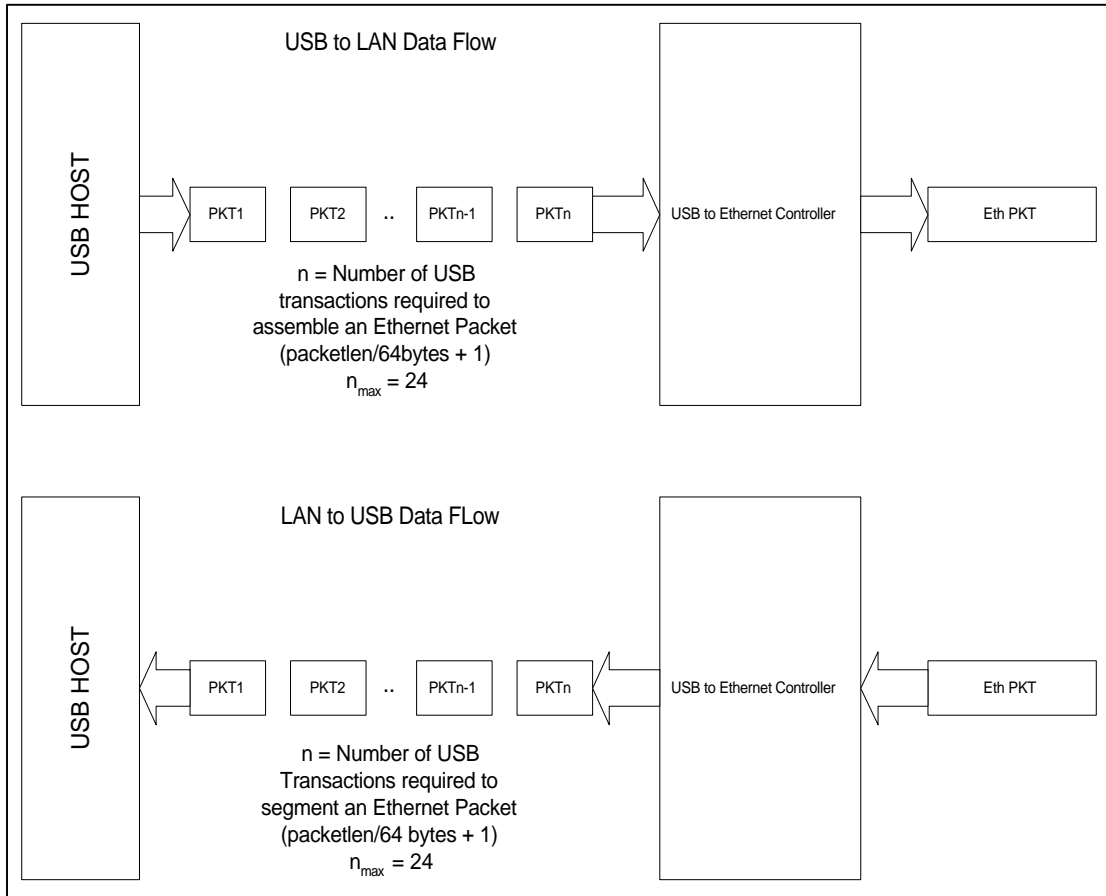 USB to LAN Data Flow
USB HOST
PKT1
PKT2
..
PKTn-1
PKTn
USB to Ethernet Controller
Eth PKT
n = Number of USB
transactions required to
assemble an Ethernet Packet
(packetlen/64bytes + 1)
nmax = 24
LAN to USB Data FLow
USB HOST
PKT1
PKT2
..
PKTn-1
PKTn
USB to Ethernet Controller
Eth PKT
n = Number of USB
Transactions required to
segment an Ethernet Packet
(packetlen/64 bytes + 1)
nmax = 24